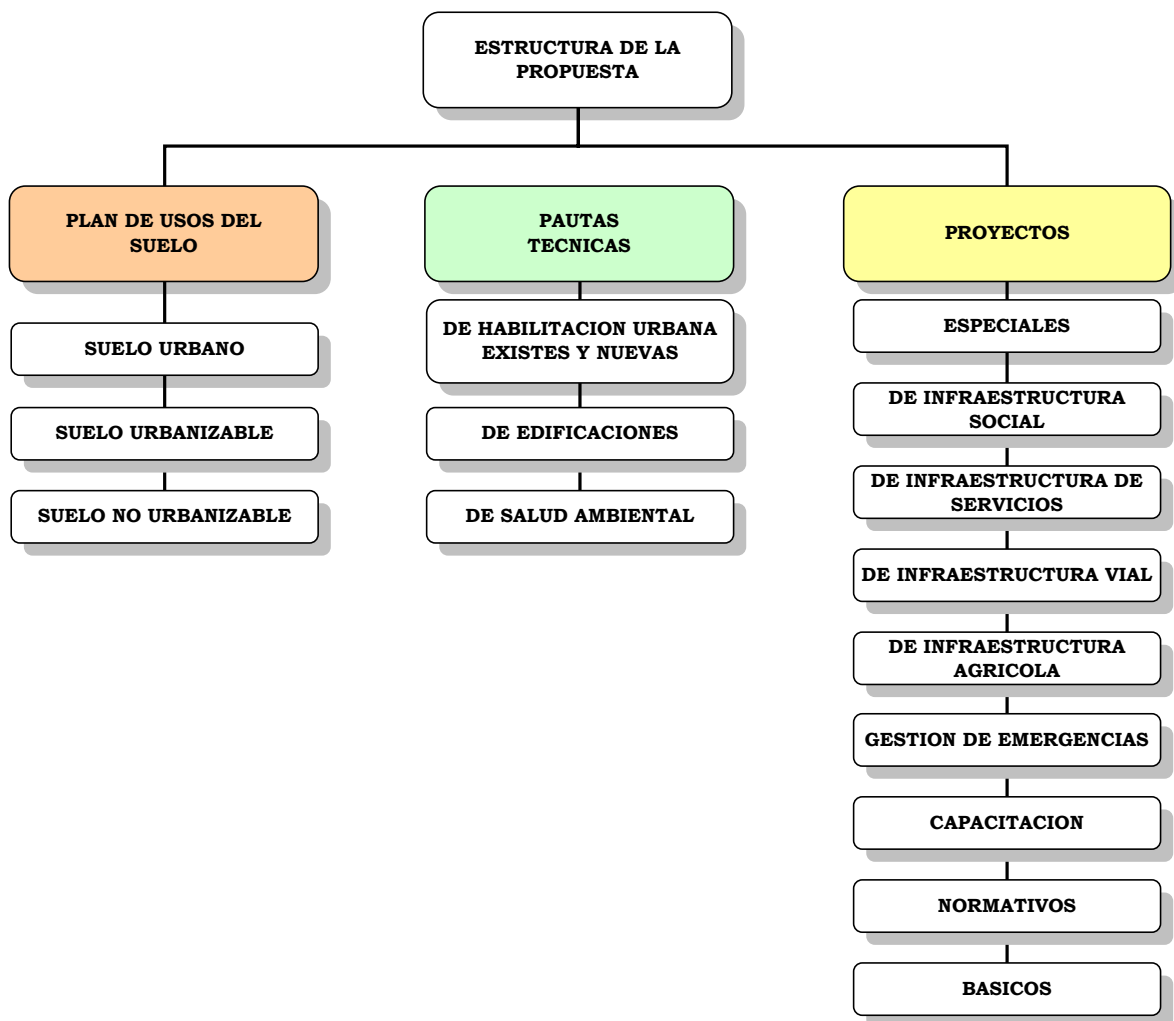 ESTRUCTURA DE LA
PROPUESTA
PLAN DE USOS DEL
SUELO
SUELO URBANO
SUELO URBANIZABLE
SUELO NO URBANIZABLE
PAUTAS
TECNICAS
DE HABILITACION URBANA
EXISTES Y NUEVAS
DE EDIFICACIONES
DE SALUD AMBIENTAL
PROYECTOS
ESPECIALES
DE INFRAESTRUCTURA
SOCIAL
DE INFRAESTRUCTURA DE
SERVICIOS
DE INFRAESTRUCTURA VIAL
DE INFRAESTRUCTURA
AGRICOLA
GESTION DE EMERGENCIAS
CAPACITACION
NORMATIVOS
BASICOS